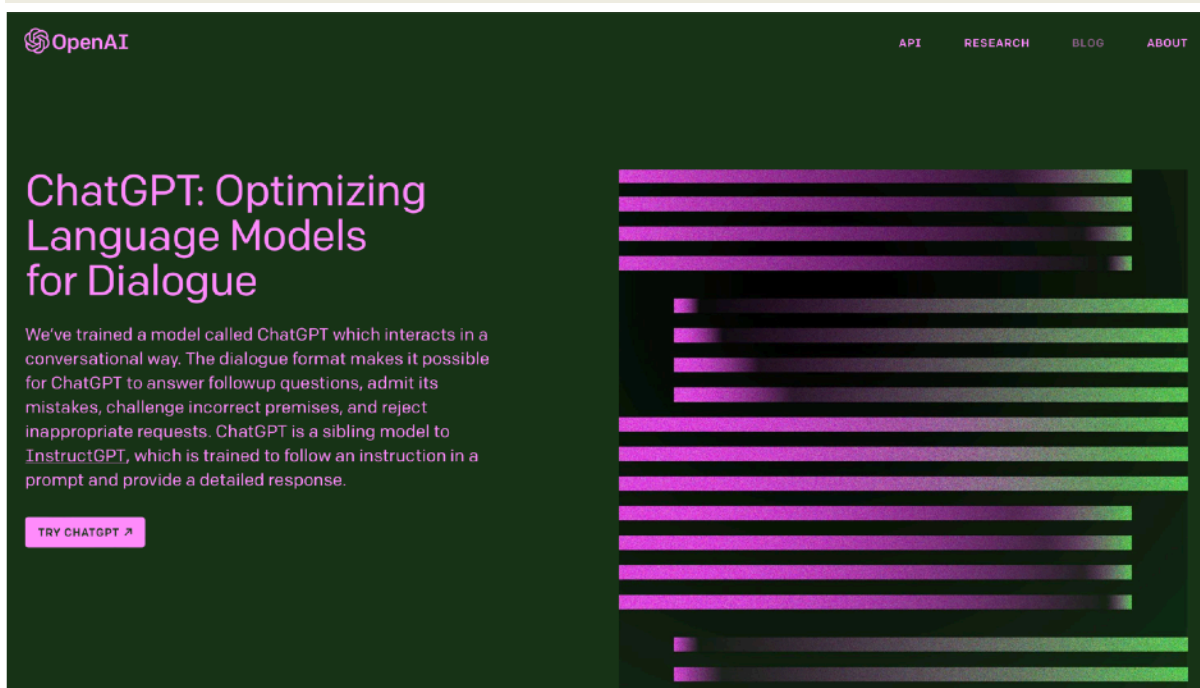 OpenAI
API RESEARCH BLOG ABOUT
ChatGPT: Optimizing
Language Models
for Dialogue
We've trained a model called ChatGPT which interacts in a
conversational way. The dialogue format makes it possible
for ChatGPT to answer followup questions, admit its
mistakes, challenge incorrect premises, and reject
inappropriate requests. ChatGPT is a sibling model to
InstructGPT, which is trained to follow an instruction in a
prompt and provide a detailed response.
TRY CHATGPT ↗